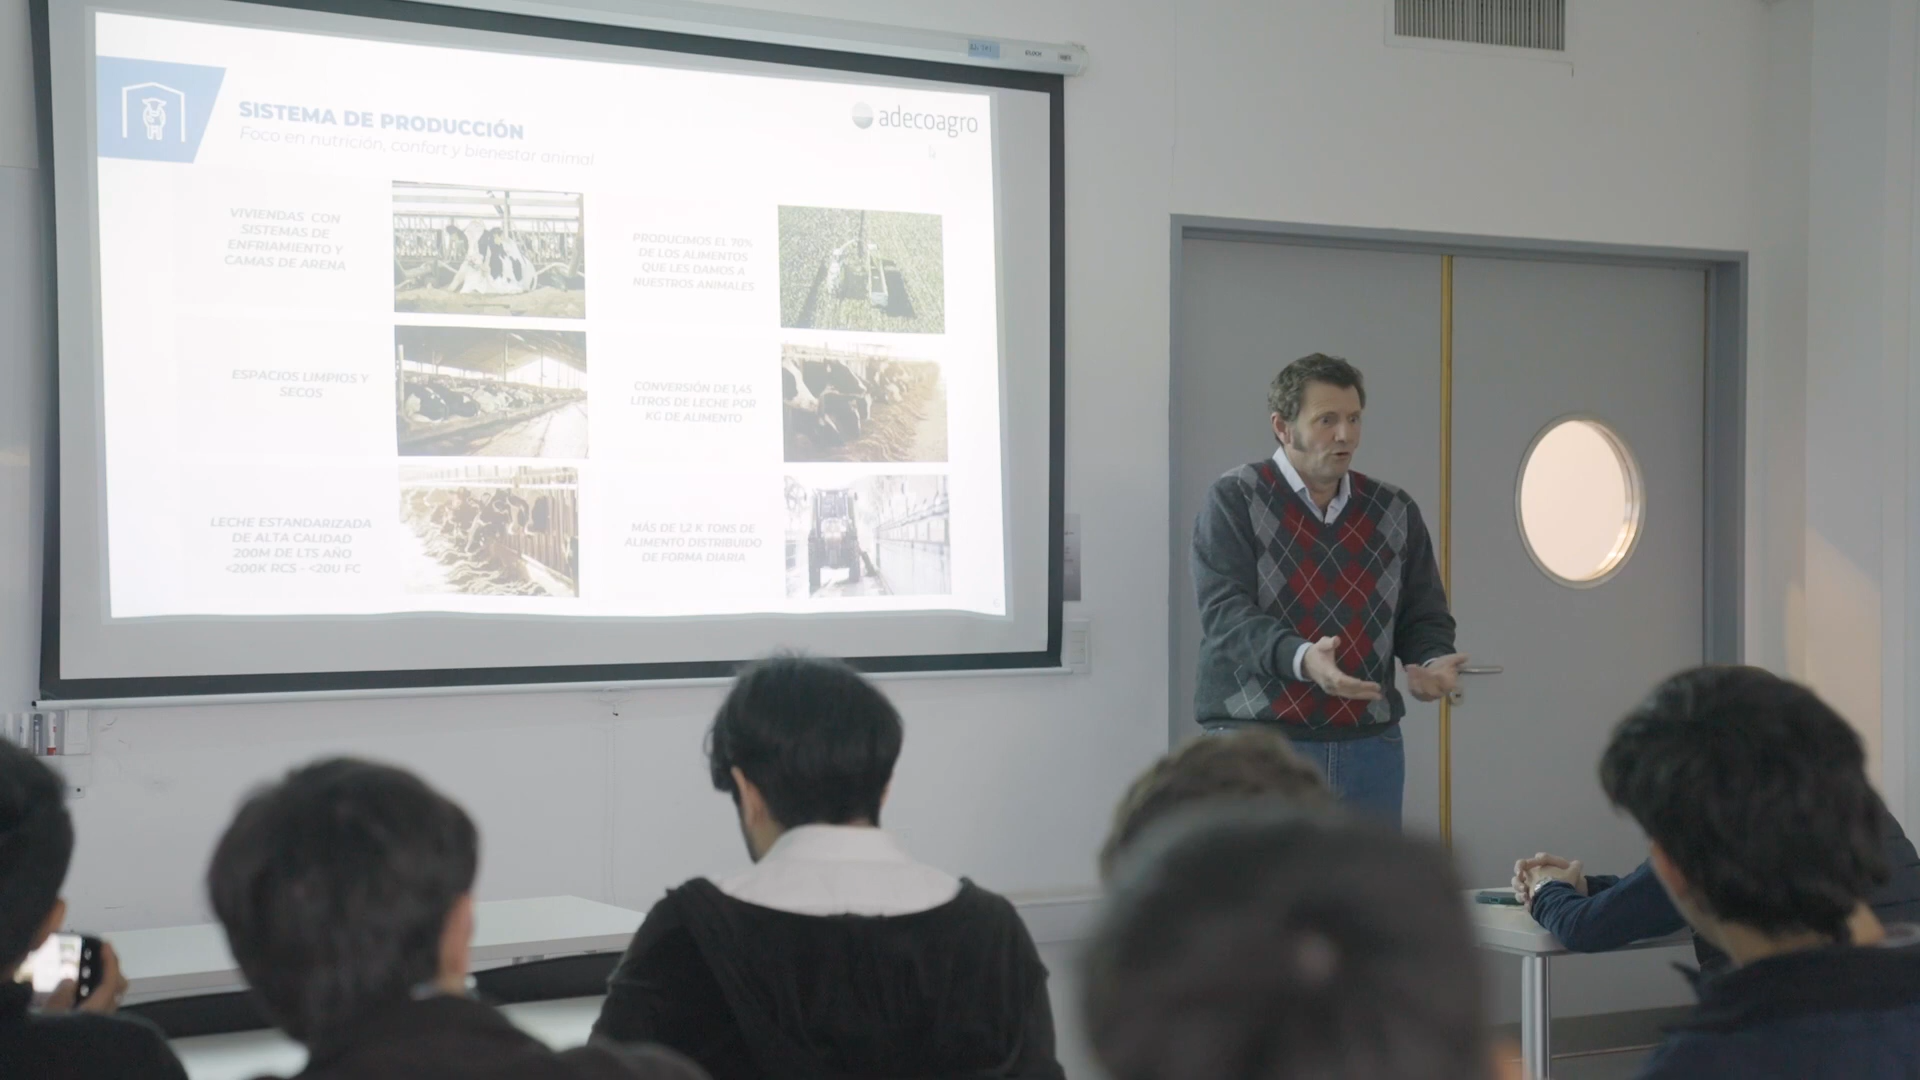 SISTEMA DE PRODUCCIÓN
Foco en nutrición, confort y bienestar animal
adecoagro
VIVIENDAS CON
SISTEMAS DE
ENFRIAMIENTO Y
CAMAS DE ARENA
PRODUCIMOS EL 70%
DE LOS ALIMENTOS
QUE LES DAMOS A
NUESTROS ANIMALES
ESPACIOS LIMPIOS Y
SECOS
CONVERSIÓN DE 1,45
LITROS DE LECHE POR
KG DE ALIMENTO
LECHE ESTANDARIZADA
DE ALTA CALIDAD
200M DE LTS AÑO
<200K RCS - <20U FC
MÁS DE 1,2 K TONS DE
ALIMENTO DISTRIBUIDO
DE FORMA DIARIA